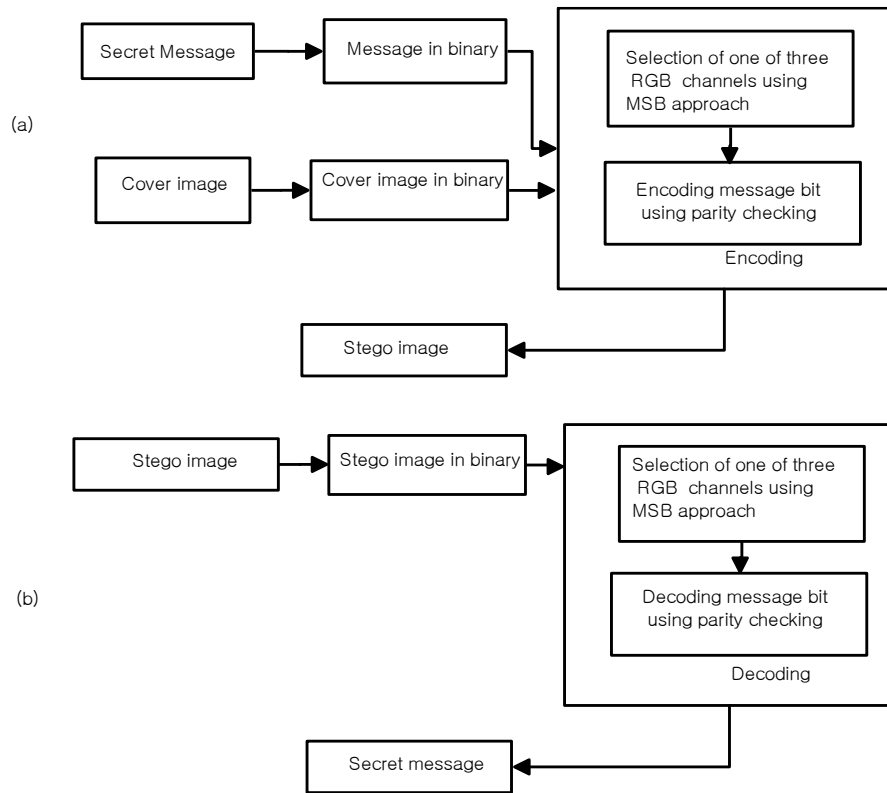 Secret Message
Message in binary
Selection of one of three
RGB channels using
MSB approach
(a)
Cover image
Cover image in binary
Encoding message bit
using parity checking
Encoding
Stego image
Stego image
Stego image in binary
Selection of one of three
RGB channels using
MSB approach
(b)
Decoding message bit
using parity checking
Decoding
Secret message